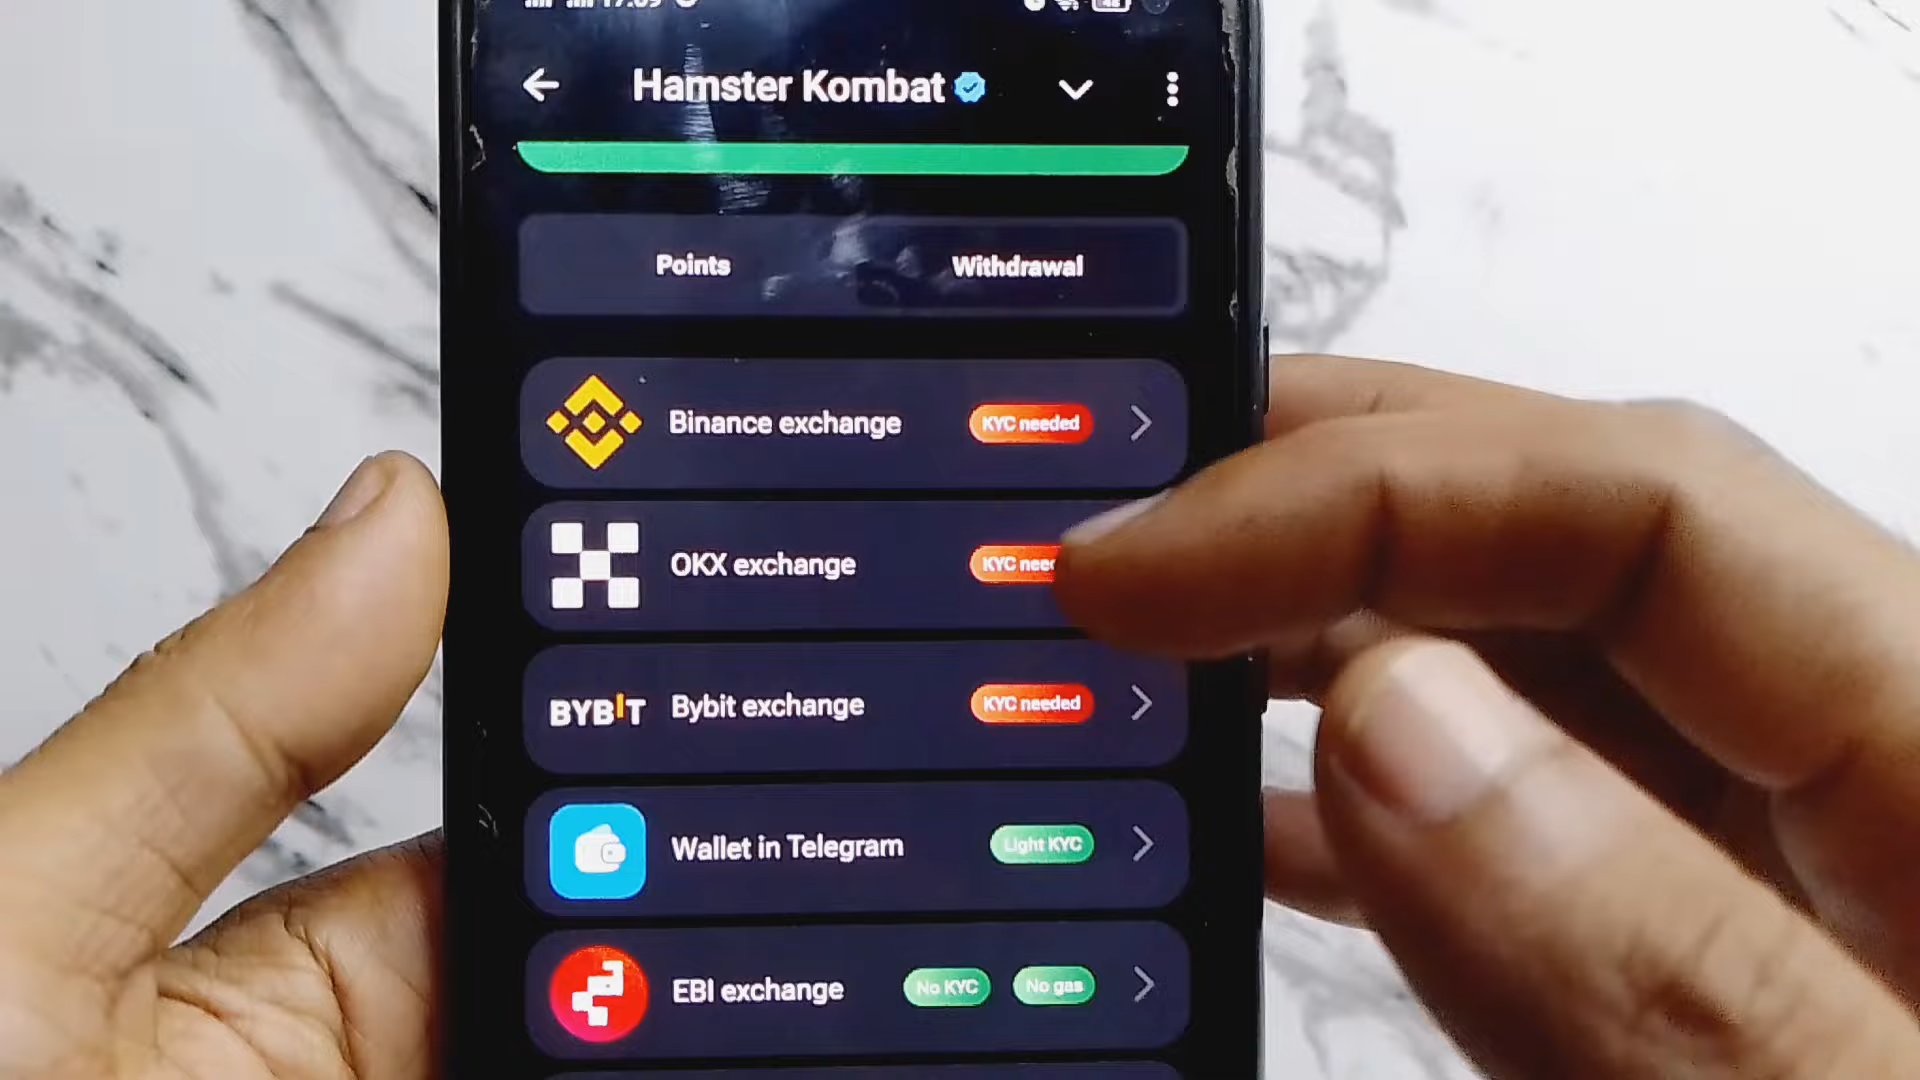 Hamster Kombat
Points Withdrawal
Binance exchange KYC needed
OKX exchange KYC
BYBIT Bybit exchange KYC needed
Wallet in Telegram Light KYC
EBI exchange No KYC No gas